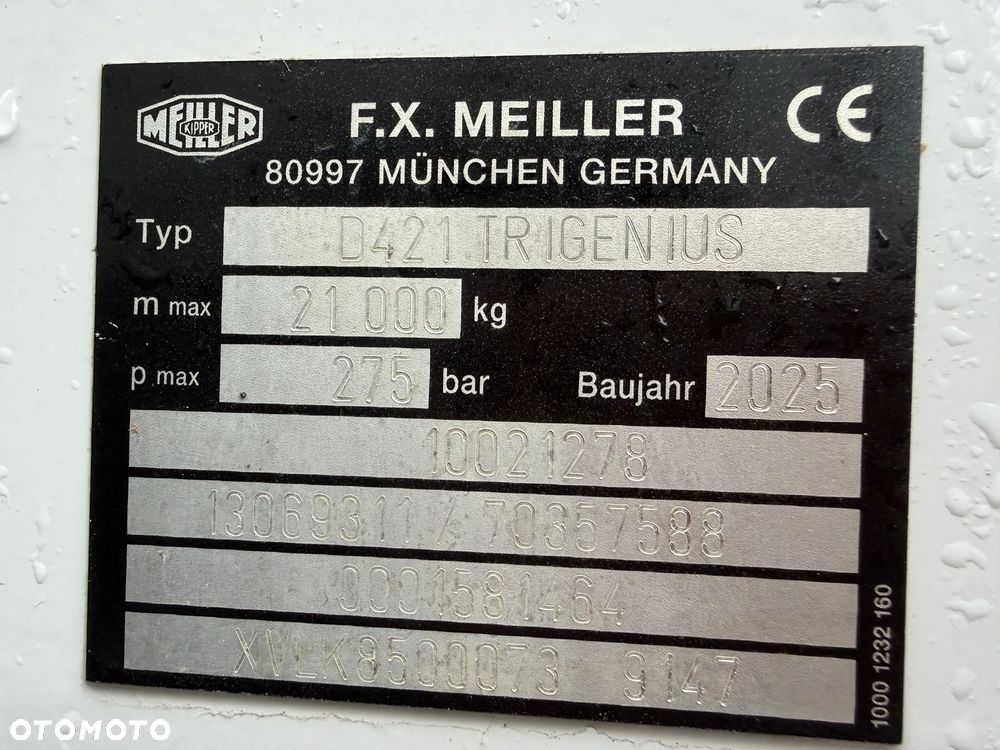 MEILLER
KIPPER
F.X. MEILLER
CE
80997 MÜNCHEN GERMANY
Typ D421 TRIGENIUS
m max 21.000 kg
p max 275 bar Baujahr 2025
10021278
13069311 / 70357588
0001581464
XVLK8500073 9147
1000 1232 160
OTOMOTO